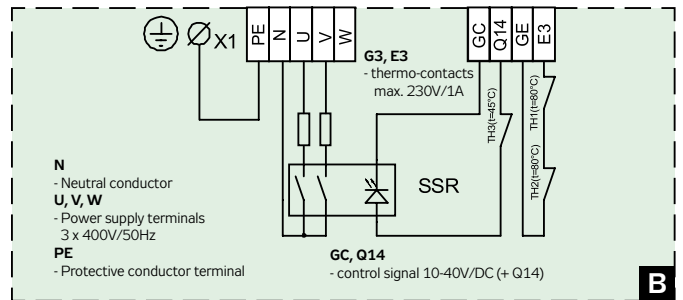 X1
PE
N
U
V
W
GC
Q14
GE
E3
G3, E3
- thermo-contacts
max. 230V/1A
TH3(t=45°C)
TH1(t=80°C)
TH2(t=80°C)
SSR
N
- Neutral conductor
U, V, W
- Power supply terminals
3 x 400V/50Hz
PE
- Protective conductor terminal
GC, Q14
- control signal 10-40V/DC (+ Q14)
B